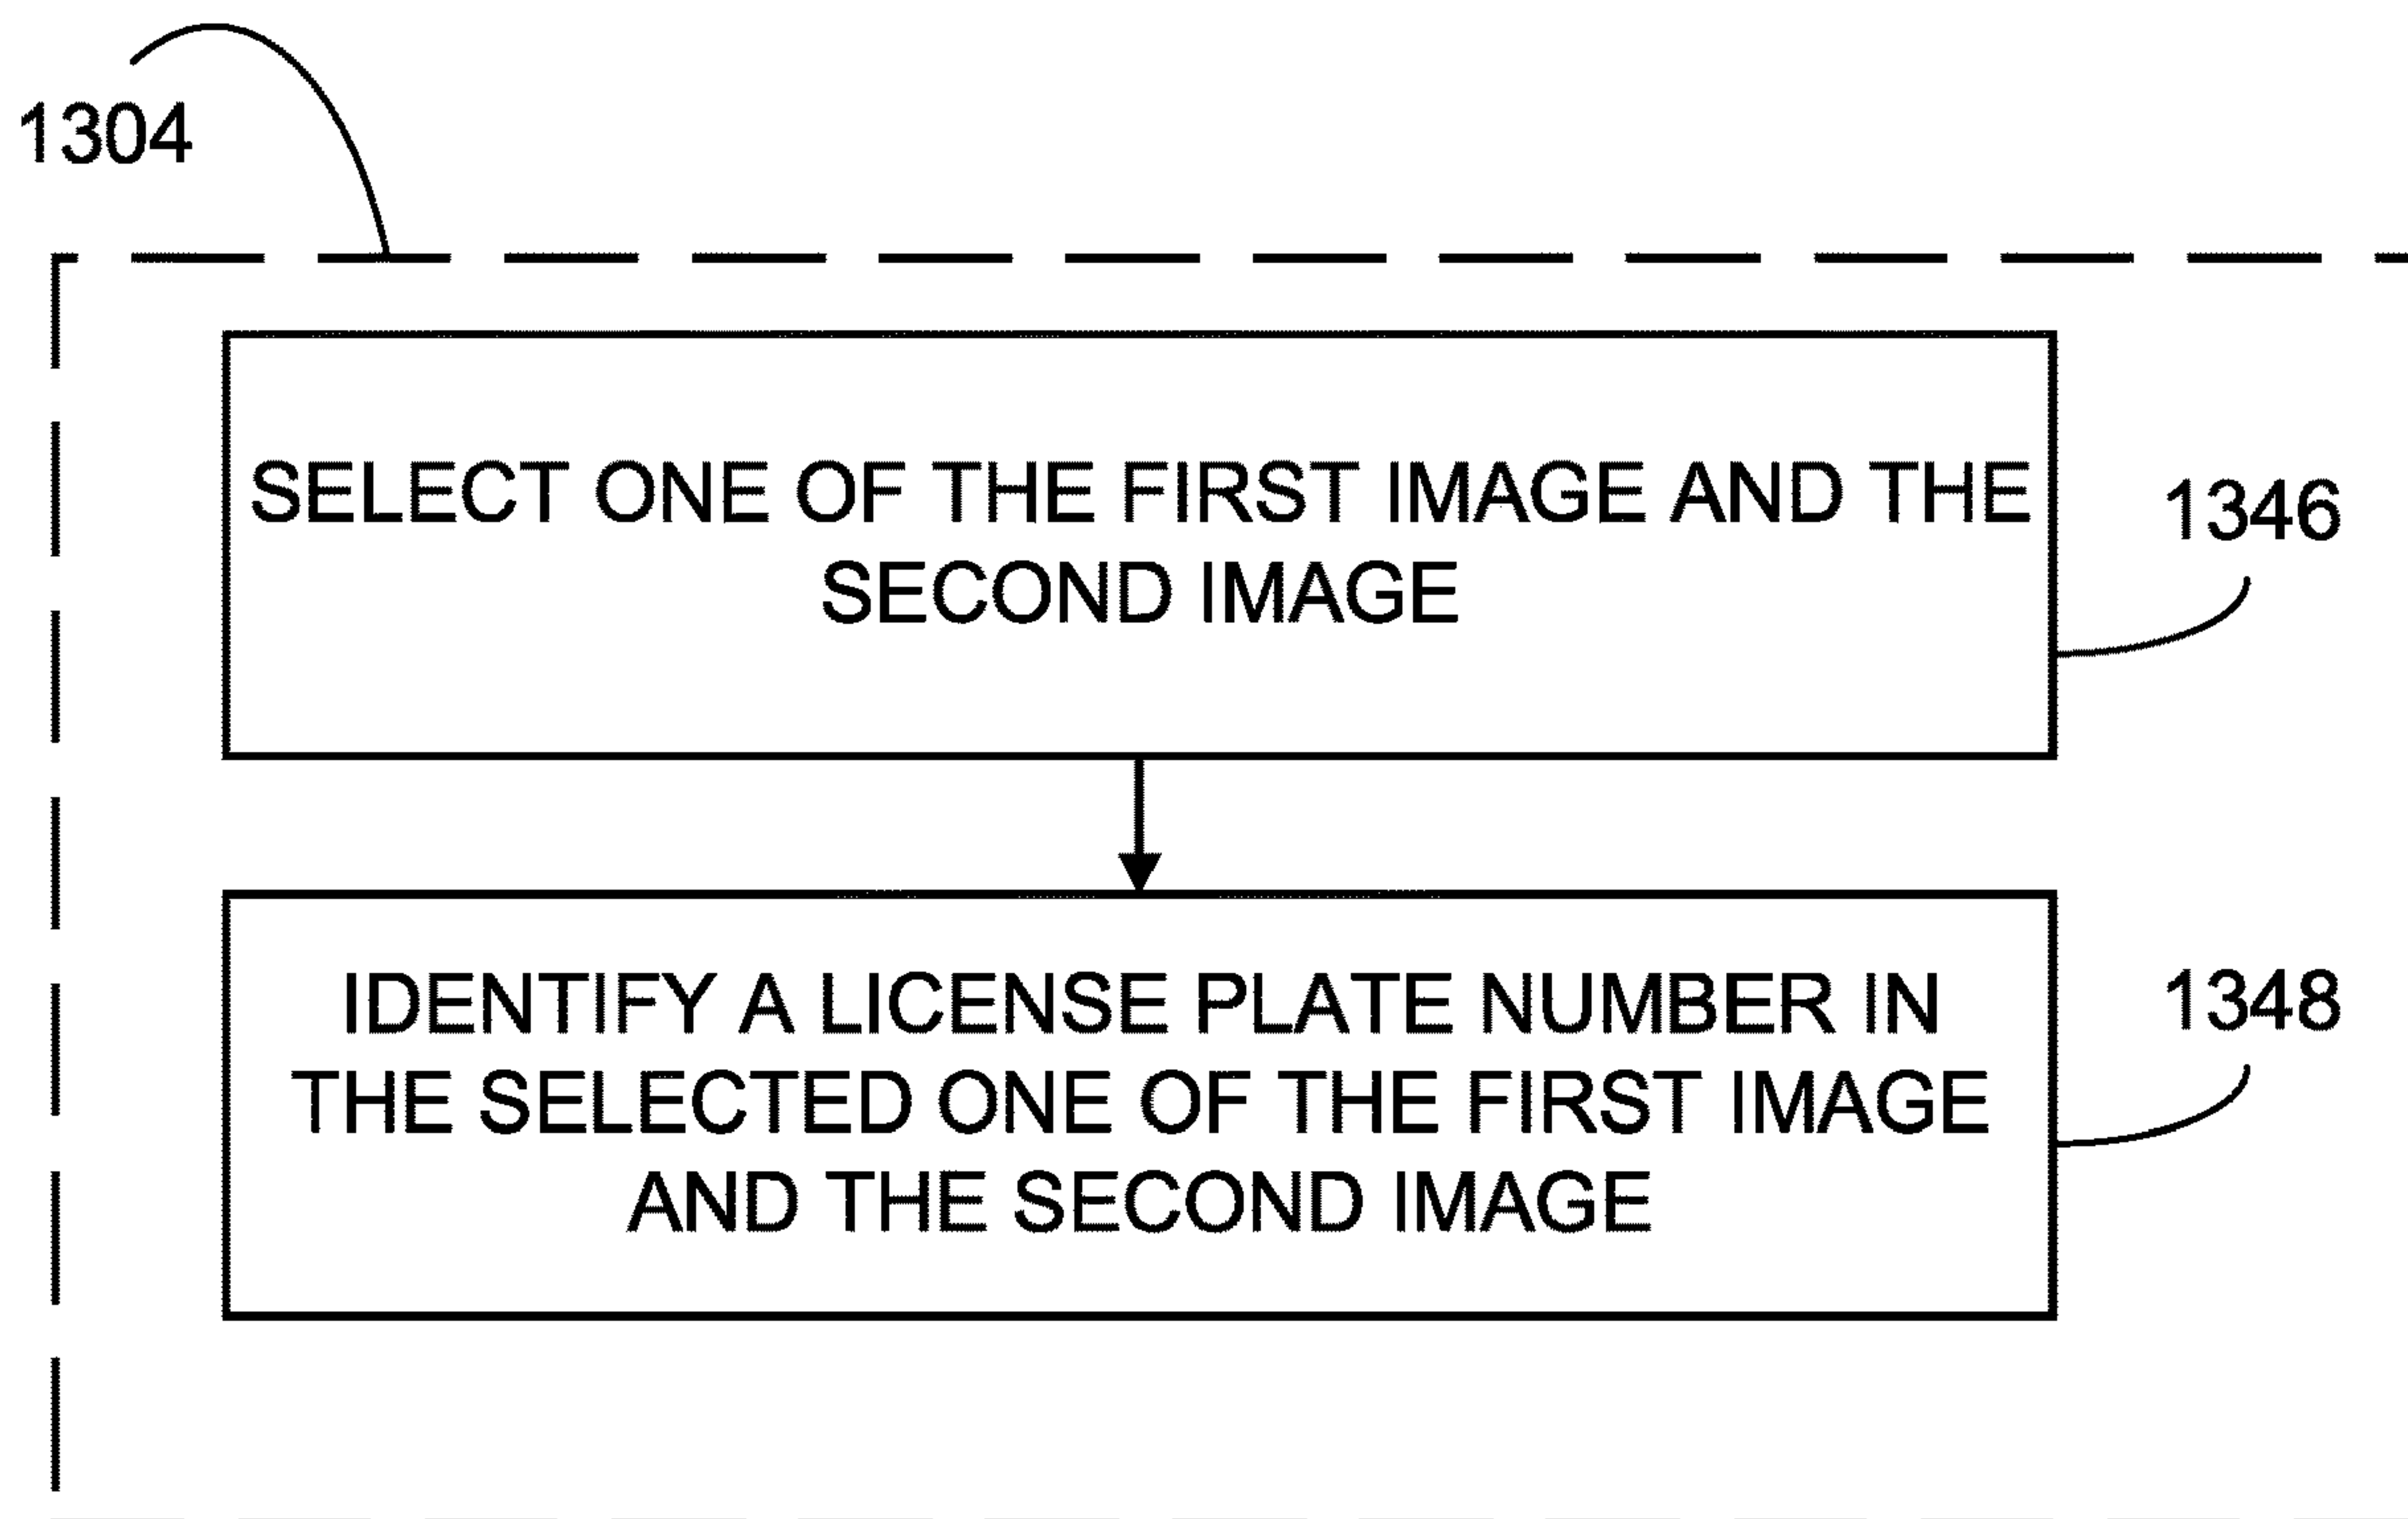 1304
SELECT ONE OF THE FIRST IMAGE AND THE
SECOND IMAGE
1346
IDENTIFY A LICENSE PLATE NUMBER IN
THE SELECTED ONE OF THE FIRST IMAGE
AND THE SECOND IMAGE
1348